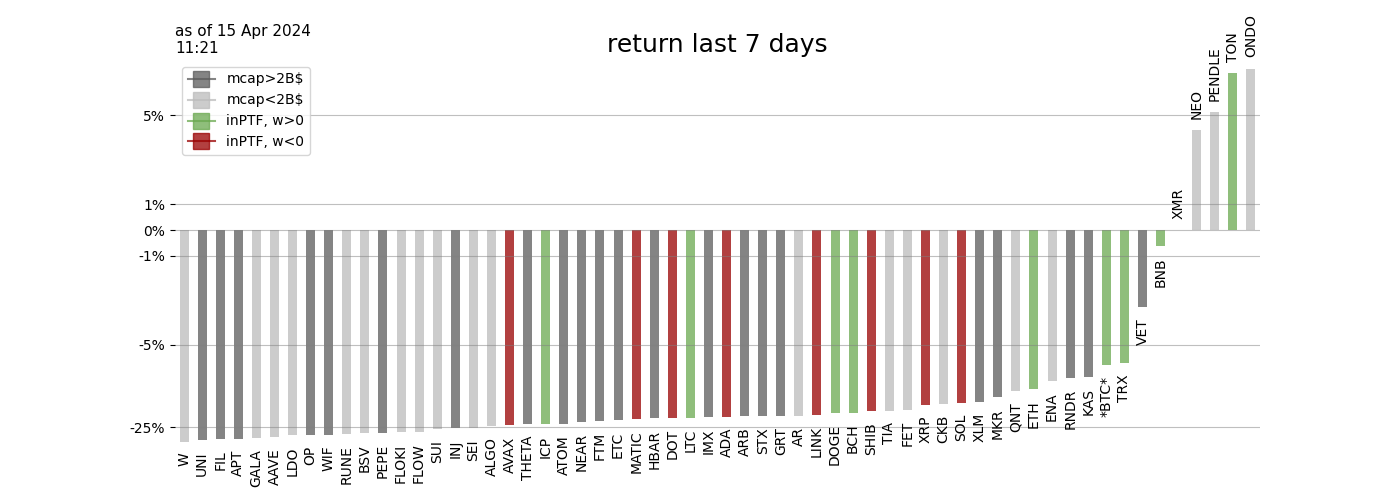 as of 15 Apr 2024
11:21
return last 7 days
mcap>2B$
mcap<2B$
inPTF, w>0
inPTF, w<0
5%
1%
0%
-1%
-5%
-25%
W
UNI
FIL
APT
GALA
AAVE
LDO
OP
WIF
RUNE
BSV
PEPE
FLOKI
FLOW
SUI
INJ
SEI
ALGO
AVAX
THETA
ICP
ATOM
NEAR
FTM
ETC
MATIC
HBAR
DOT
LTC
IMX
ADA
ARB
STX
GRT
AR
LINK
DOGE
BCH
SHIB
TIA
FET
XRP
CKB
SOL
XLM
MKR
QNT
ETH
ENA
RNDR
KAS
*BTC*
TRX
VET
BNB
XMR
NEO
PENDLE
TON
ONDO